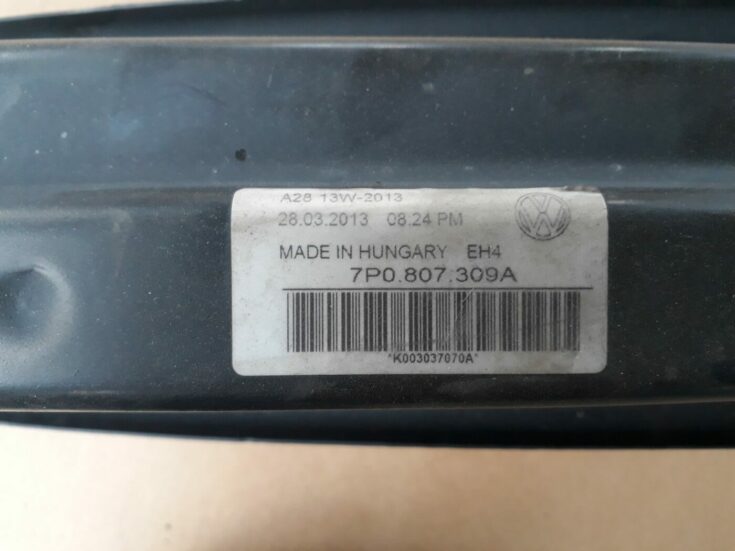 A28 13W-2013
28.03.2013 08:24 PM
MADE IN HUNGARY EH4
7P0.807.309A
*K003037070A*